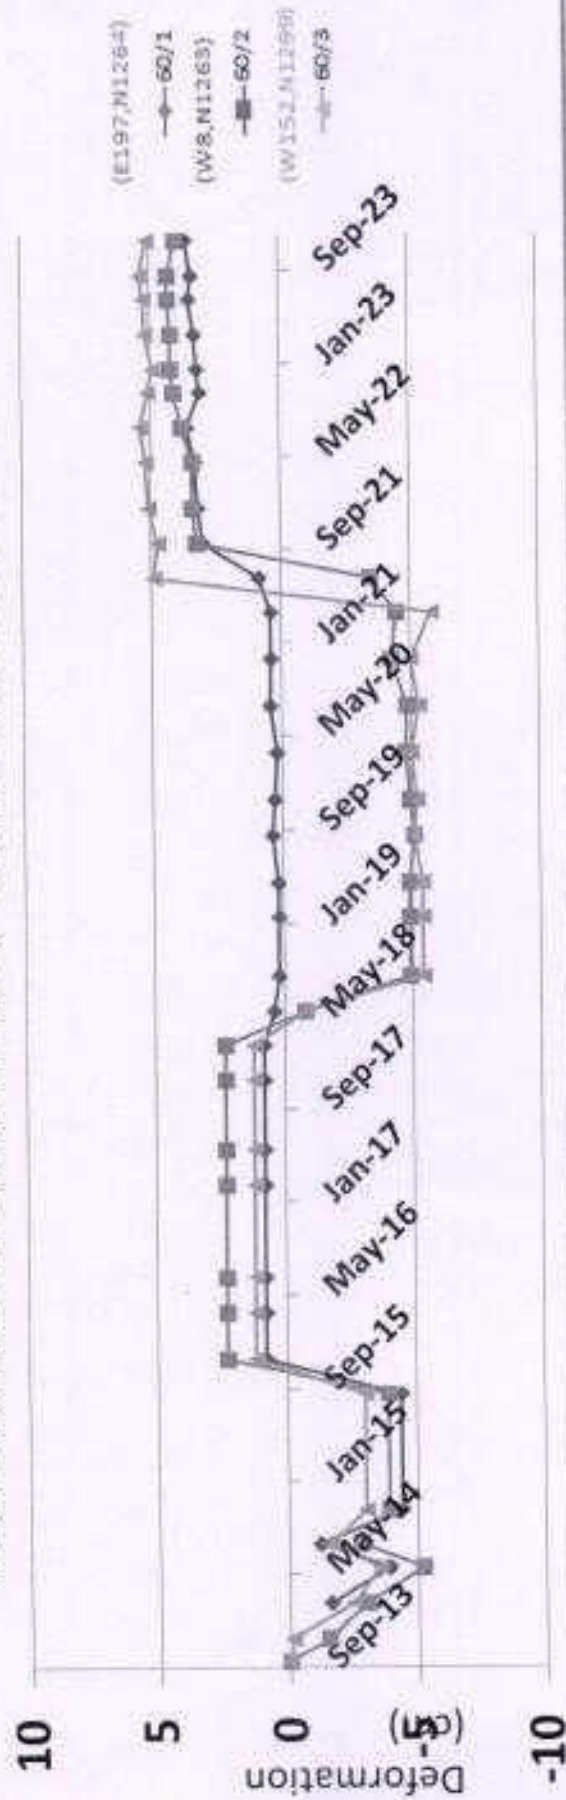 10
5
0
-5
-10
Deformation
Sep-13
May-14
Jan-15
Sep-15
May-16
Jan-17
Sep-17
May-18
Jan-19
Sep-19
May-20
Jan-21
Sep-21
May-22
Jan-23
Sep-23
(E197,N1264)
60/1
(W8,N1263)
60/2
60/3